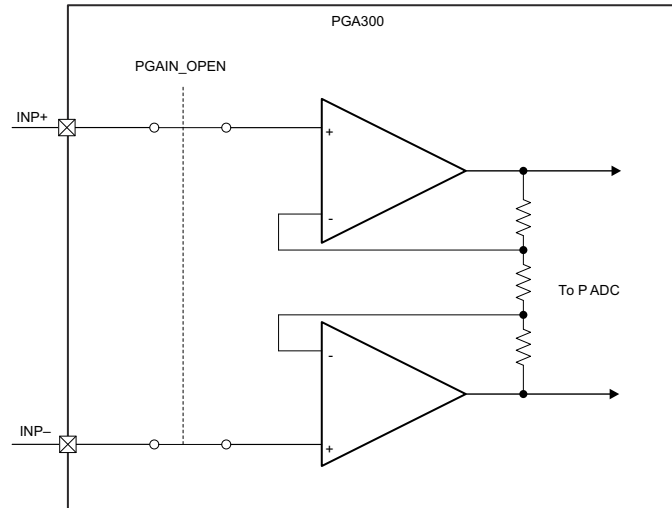 PGA300
PGAIN_OPEN
INP+
+
-
To P ADC
-
INP–
+